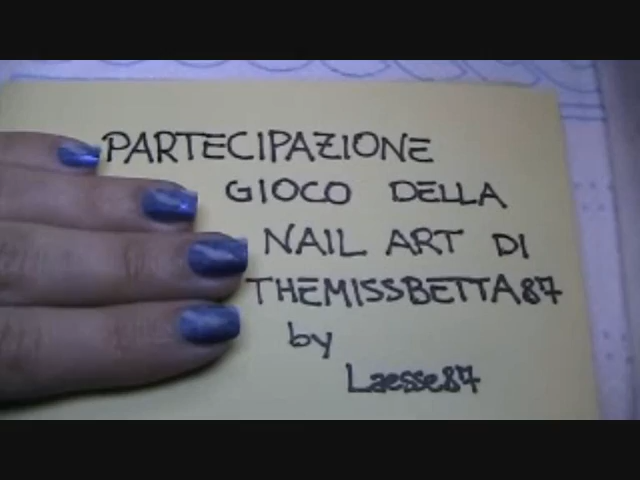 PARTECIPAZIONE
GIOCO DELLA
NAIL ART DI
THEMISSBETTA87
by
Laesse87